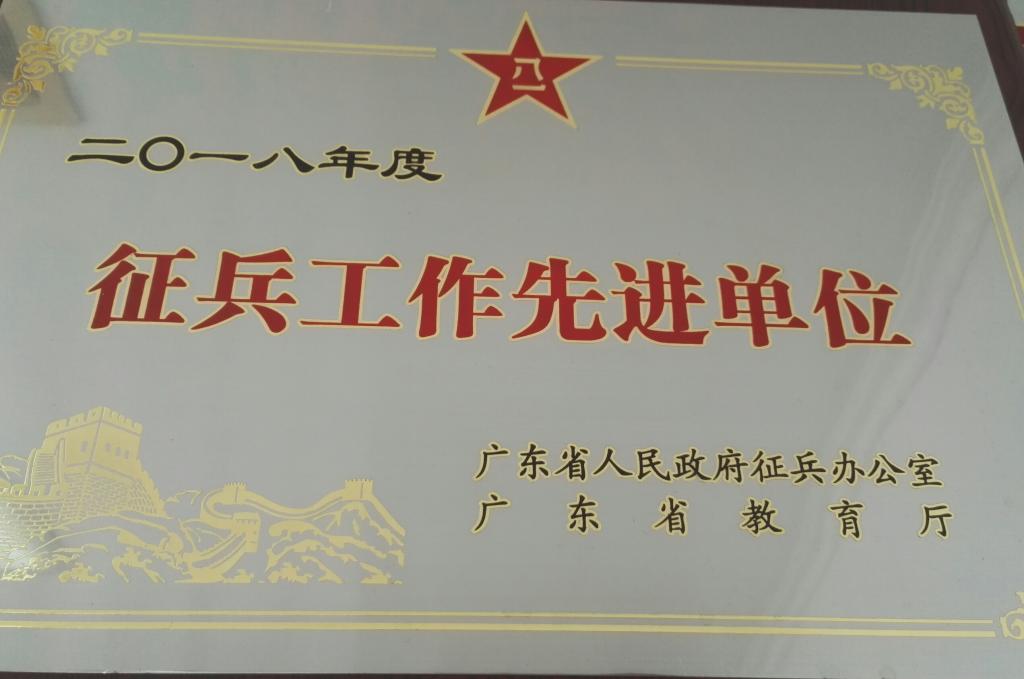 八一
二〇一八年度
征兵工作先进单位
广东省人民政府征兵办公室
广东省教育厅